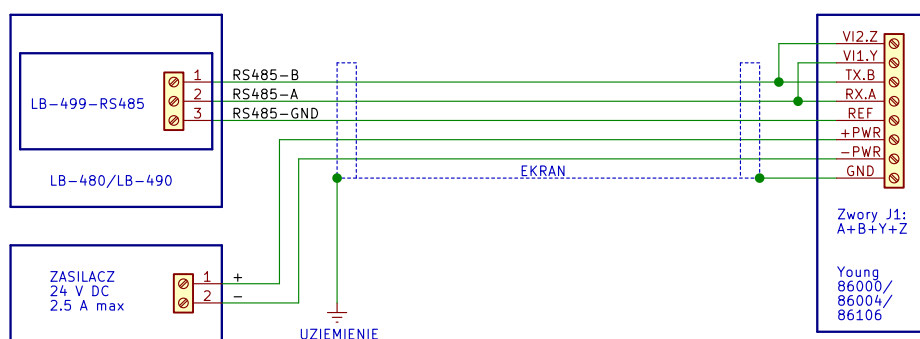 LB-499-RS485
1
2
3
LB-480/LB-490
RS485-B
RS485-A
RS485-GND
EKRAN
VI2.Z
VI1.Y
TX.B
RX.A
REF
+PWR
-PWR
GND
Zwory J1:
A+B+Y+Z
Young
86000/
86004/
86106
ZASILACZ
24 V DC
2.5 A max
1
2
+
-
UZIEMIENIE